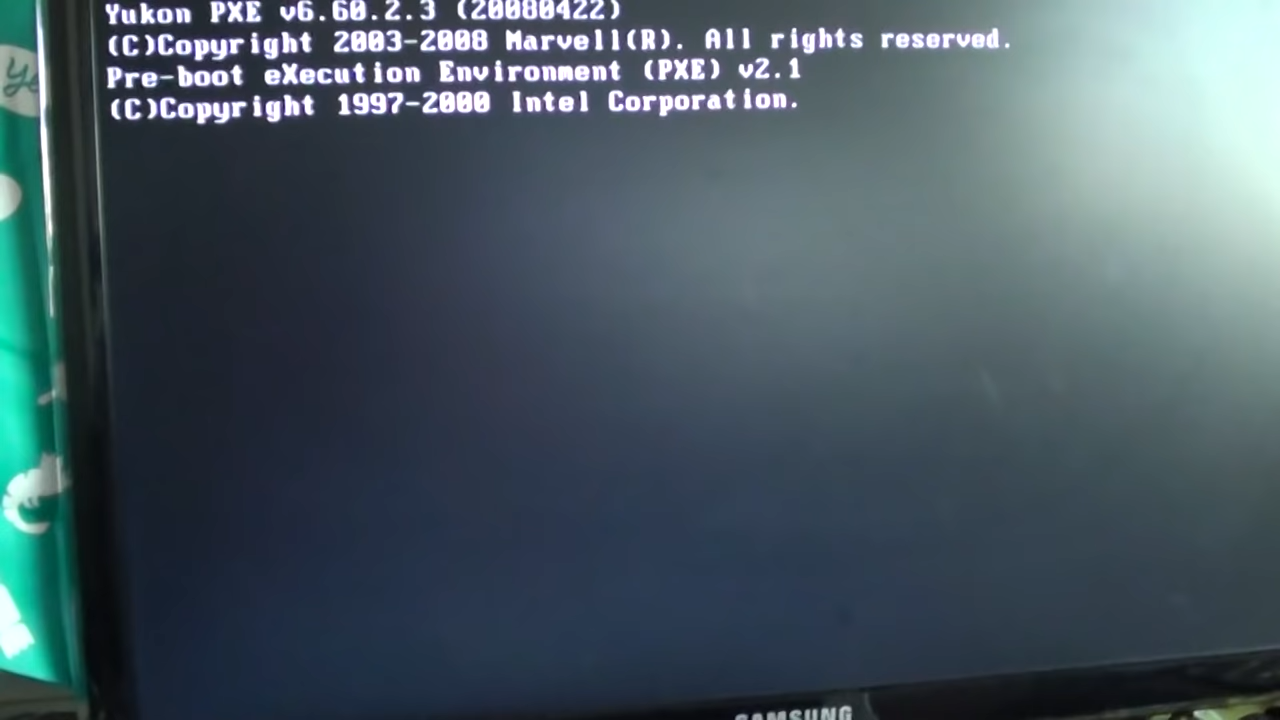 Yukon PXE v6.60.2.3 (20080422)
(C)Copyright 2003-2008 Marvell(R). All rights reserved.
Pre-boot eXecution Environment (PXE) v2.1
(C)Copyright 1997-2000 Intel Corporation.
SAMSUNG